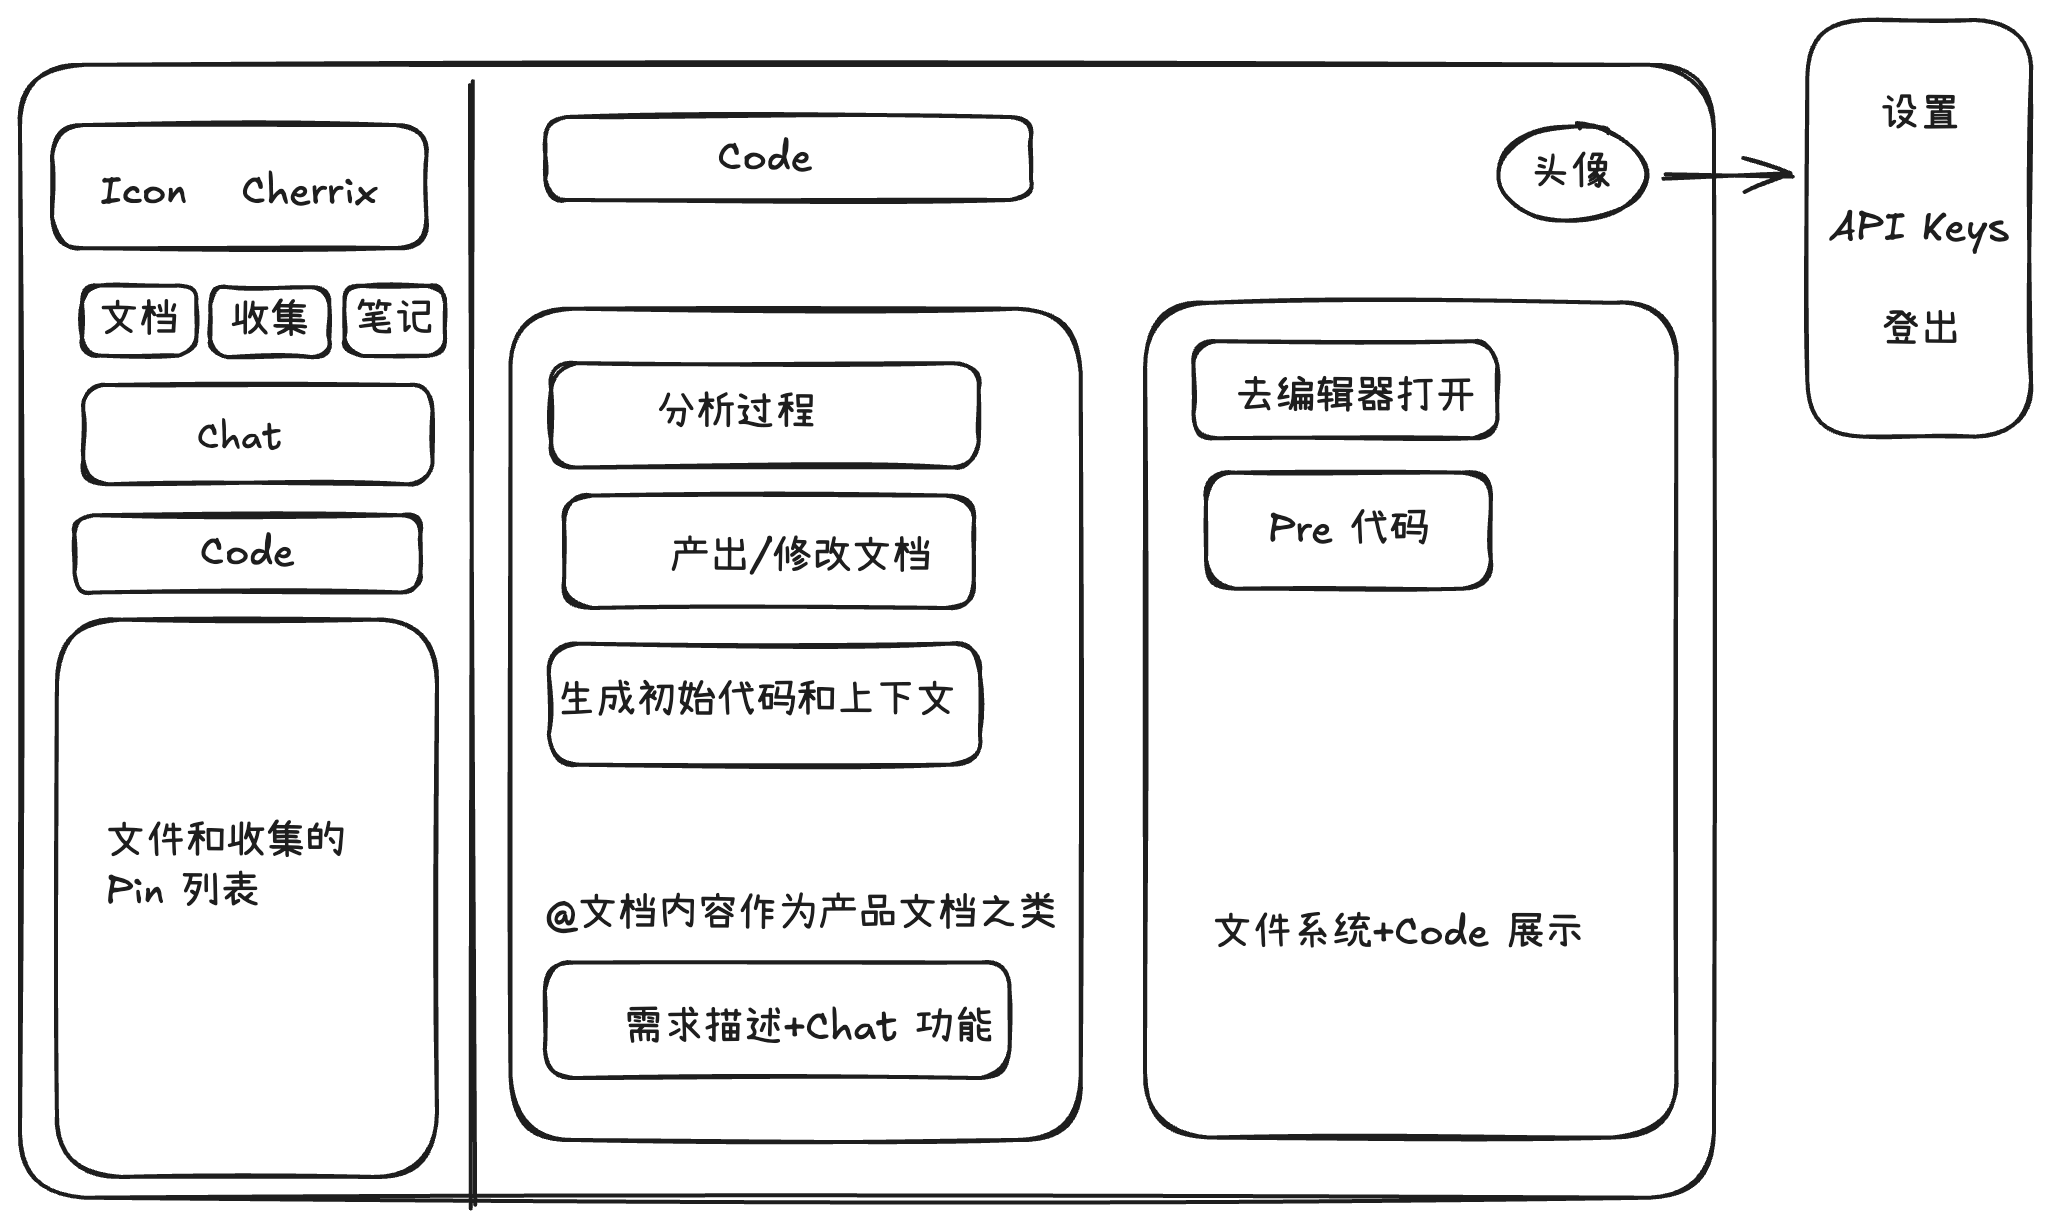 Icon Cherrix
文档
收集
笔记
Chat
Code
文件和收集的
Pin 列表
Code
头像
分析过程
产出/修改文档
生成初始代码和上下文
@文档内容作为产品文档之类
需求描述+Chat 功能
去编辑器打开
Pre 代码
文件系统+Code 展示
设置
API Keys
登出